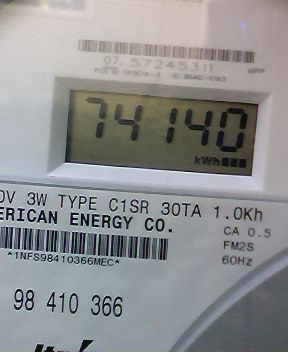 07. 57245311
74140
kWh
0V 3W TYPE C1SR 30TA 1.0Kh
ERICAN ENERGY CO.
CA 0.5
FM2S
*1NFS98410366MEC*
60Hz
98 410 366